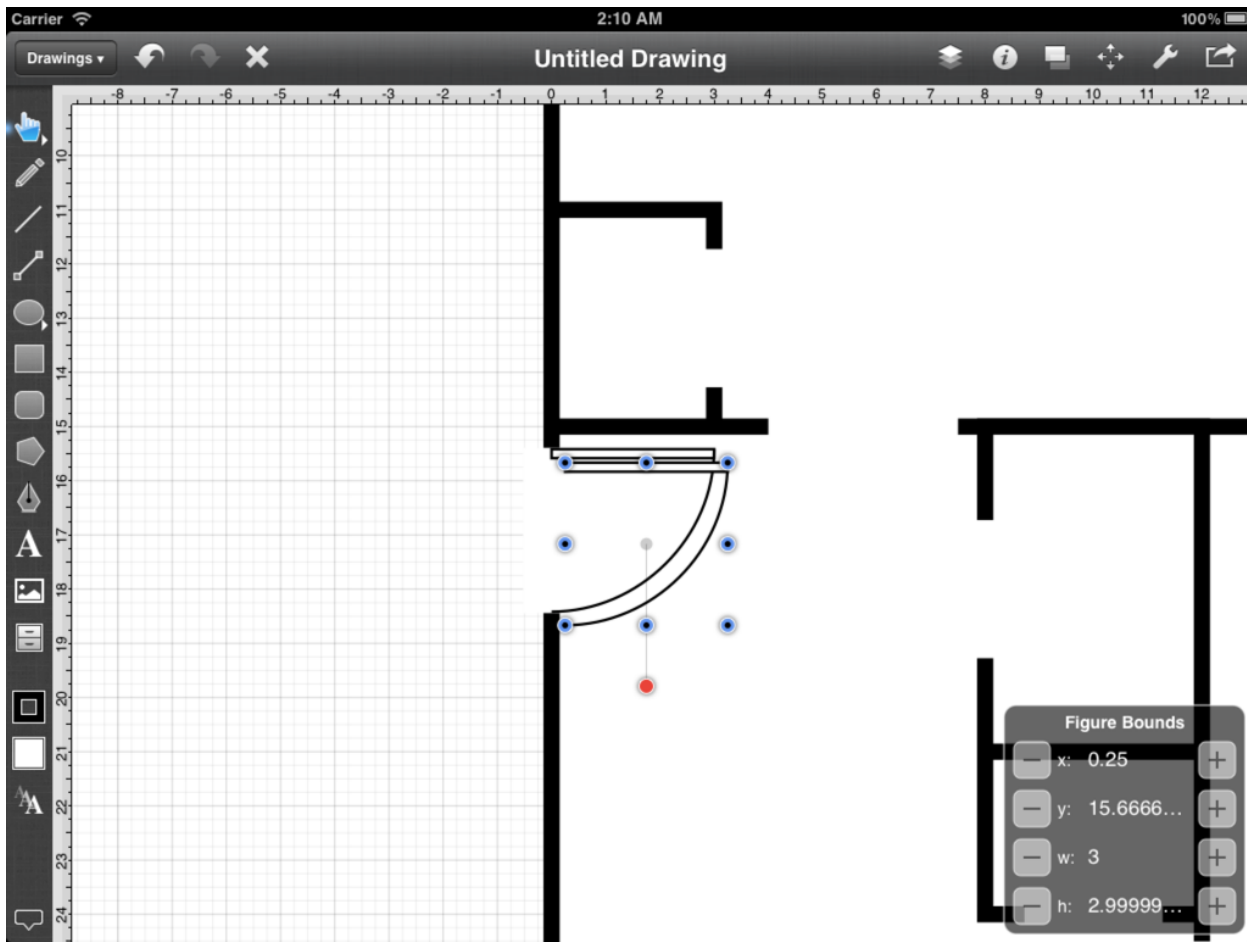 Carrier 2:10 AM 100%
Drawings ▾ Untitled Drawing
-8 -7 -6 -5 -4 -3 -2 -1 0 1 2 3 4 5 6 7 8 9 10 11 12
10
11
12
13
14
15
16
17
18
A
19
20
21
22
AAA
23
24
Figure Bounds
x: 0.25
y: 15.6666...
w: 3
h: 2.99999...